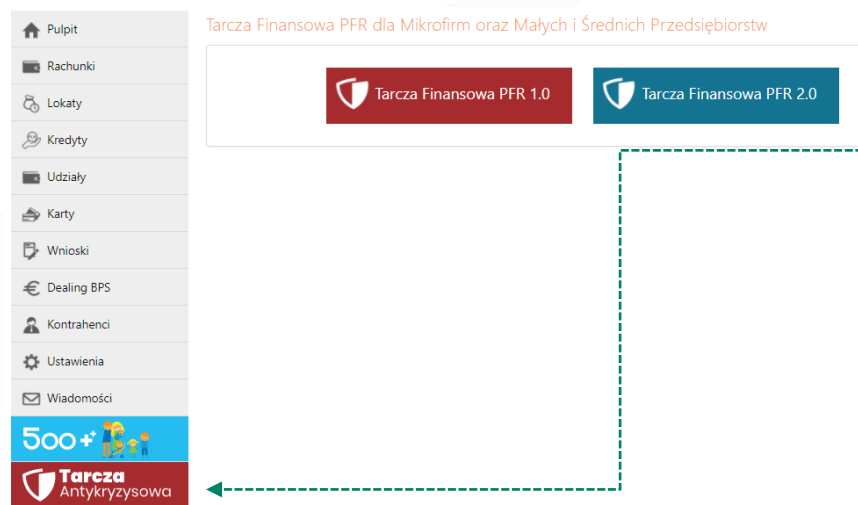 Pulpit
Rachunki
Lokaty
Kredyty
Udziały
Karty
Wnioski
Dealing BPS
Kontrahenci
Ustawienia
Wiadomości
500+
Tarcza
Antykryzysowa
Tarcza Finansowa PFR dla Mikrofirm oraz Małych i Średnich Przedsiębiorstw
Tarcza Finansowa PFR 1.0
Tarcza Finansowa PFR 2.0